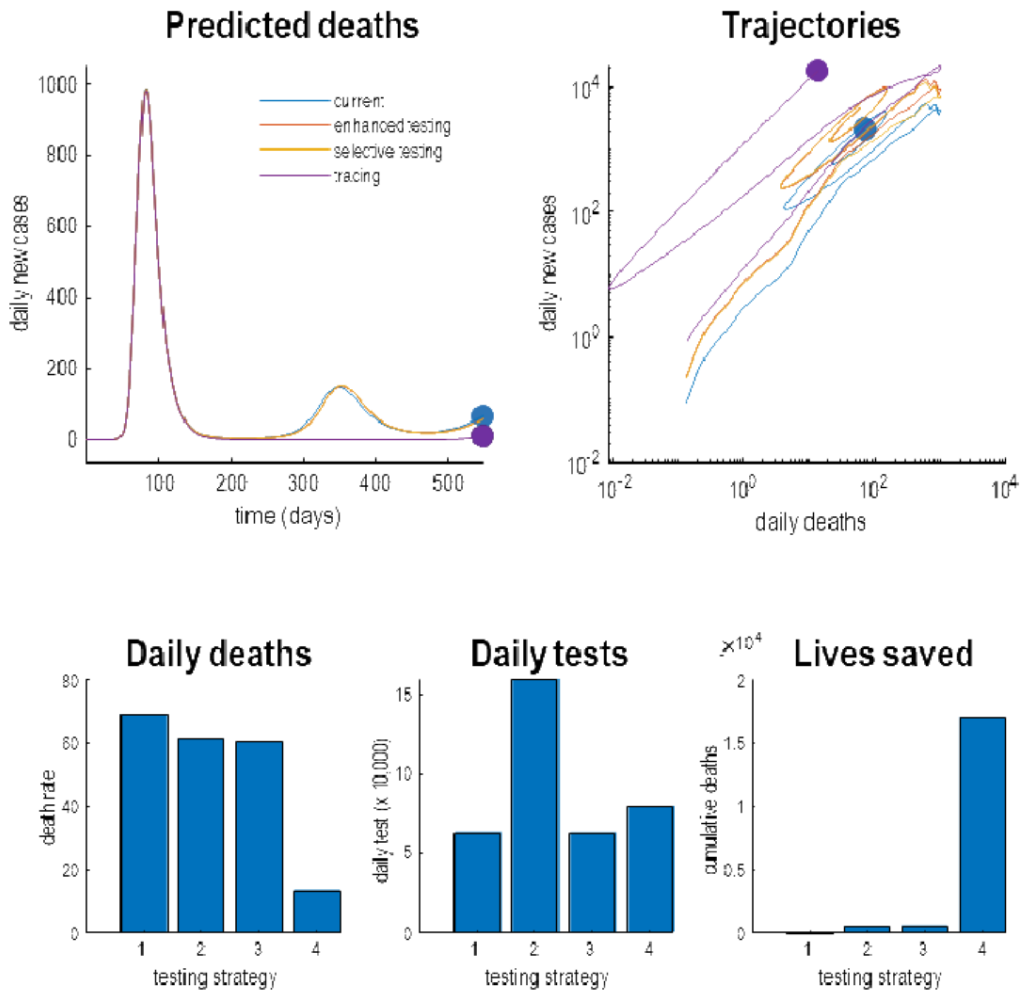 Predicted deaths
1000
800
600
400
200
0
daily new cases
current
enhanced testing
selective testing
tracing
100 200 300 400 500
time (days)
Trajectories
10^4
10^2
10^0
10^-2
daily new cases
10^-2 10^0 10^2 10^4
daily deaths
Daily deaths
80
60
40
20
0
death rate
1 2 3 4
testing strategy
Daily tests
15
10
5
0
daily test (x 10,000)
1 2 3 4
testing strategy
×10^4
Lives saved
2
1.5
1
0.5
0
cumulative deaths
1 2 3 4
testing strategy